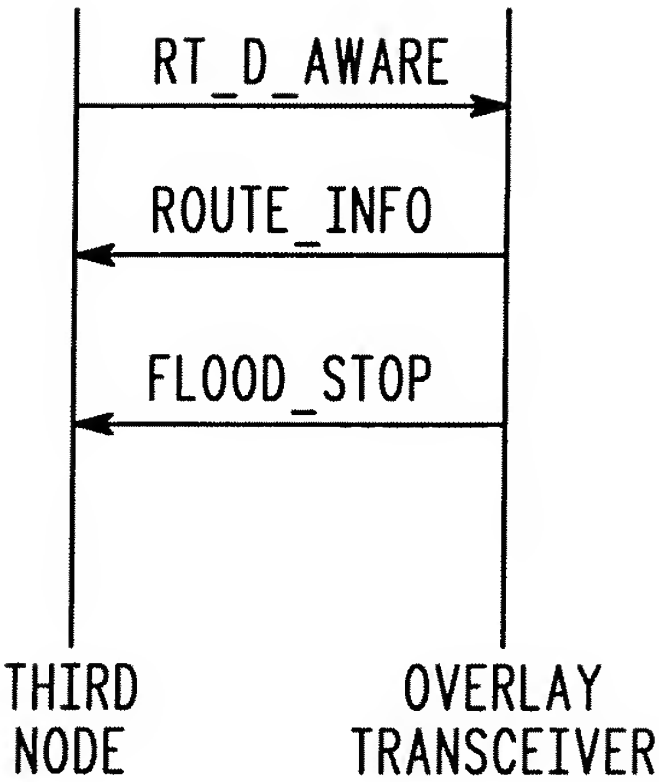 RT_D_AWARE
ROUTE_INFO
FLOOD_STOP
THIRD
NODE
OVERLAY
TRANSCEIVER